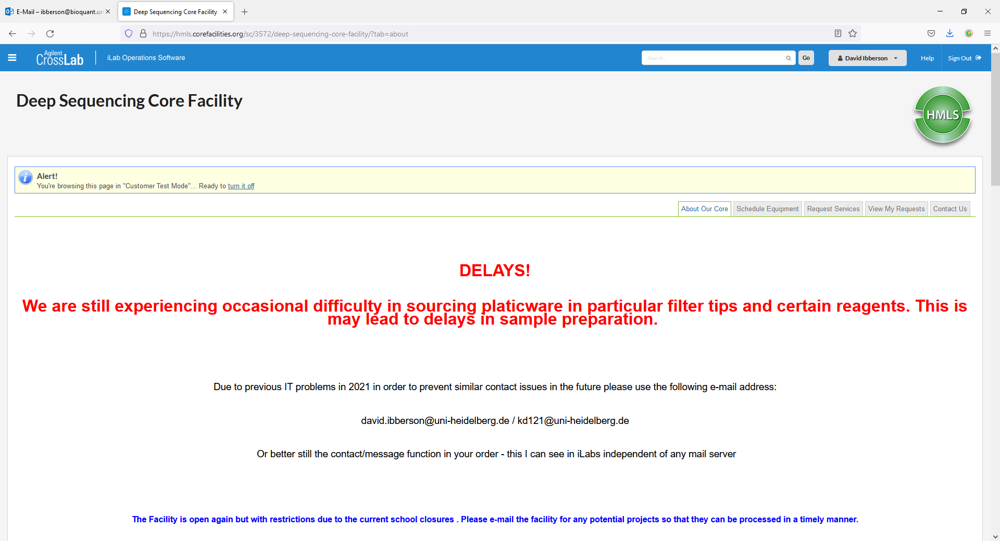 E-Mail – ibberson@bioquant.un
Deep Sequencing Core Facility
https://hmls.corefacilities.org/sc/3572/deep-sequencing-core-facility/?tab=about
Agilent
CrossLab
iLab Operations Software
Search...
Go
David Ibberson
Help
Sign Out
Deep Sequencing Core Facility
HMLS
Alert!
You're browsing this page in "Customer Test Mode"... Ready to turn it off
About Our Core
Schedule Equipment
Request Services
View My Requests
Contact Us
DELAYS!
We are still experiencing occasional difficulty in sourcing platicware in particular filter tips and certain reagents. This is
may lead to delays in sample preparation.
Due to previous IT problems in 2021 in order to prevent similar contact issues in the future please use the following e-mail address:
david.ibberson@uni-heidelberg.de / kd121@uni-heidelberg.de
Or better still the contact/message function in your order - this I can see in iLabs independent of any mail server
The Facility is open again but with restrictions due to the current school closures . Please e-mail the facility for any potential projects so that they can be processed in a timely manner.